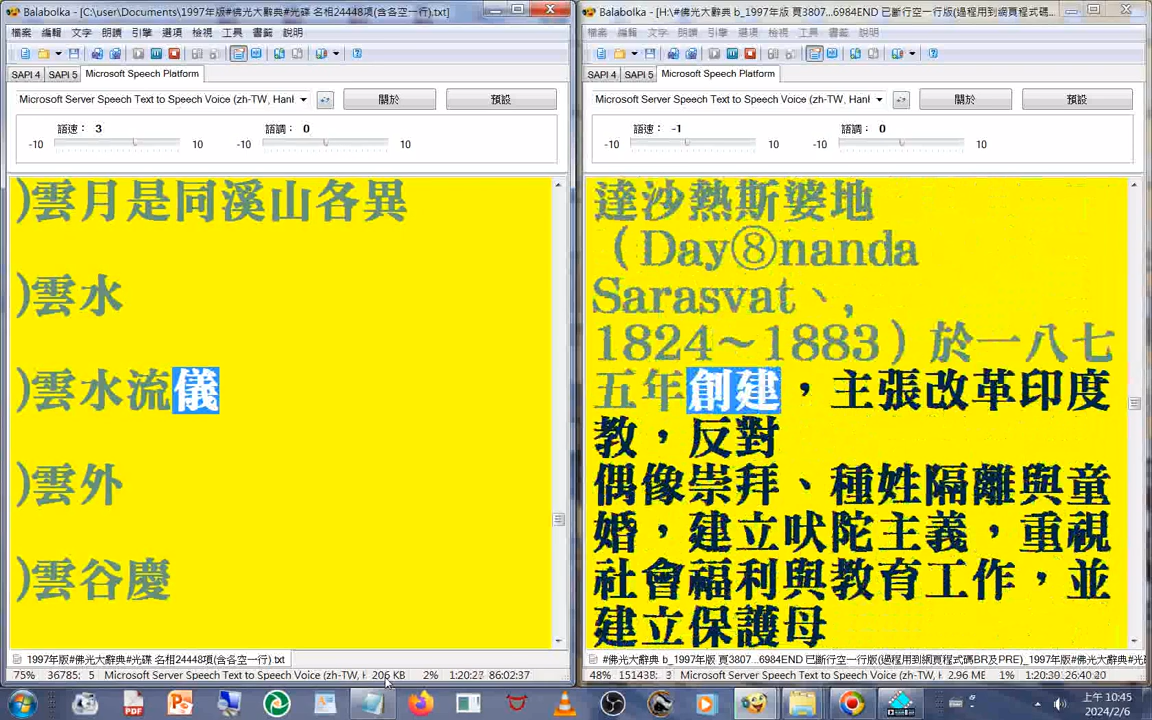 Balabolka - [C:\user\Documents\1997年版#佛光大辭典#光碟 名相24448項(含各空一行).txt]
檔案 編輯 文字 朗讀 引擎 選項 檢視 工具 書籤 說明
SAPI 4 SAPI 5 Microsoft Speech Platform
Microsoft Server Speech Text to Speech Voice (zh-TW, Hanl
關於 預設
語速： 3 語調： 0
-10 10 -10 10
)雲月是同溪山各異
)雲水
)雲水流儀
)雲外
)雲谷慶
1997年版#佛光大辭典#光碟 名相24448項(含各空一行).txt
75% 36785: 5 Microsoft Server Speech Text to Speech Voice (zh-TW, H 206 KB 2% 1:20:27 86:02:37
Balabolka - [H:\#佛光大辭典 b_1997年版 頁3807...6984END 已斷行空一行版(過程用到網頁程式碼
檔案 編輯 文字 朗讀 引擎 選項 檢視 工具 書籤 說明
SAPI 4 SAPI 5 Microsoft Speech Platform
Microsoft Server Speech Text to Speech Voice (zh-TW, Hanl
關於 預設
語速： -1 語調： 0
-10 10 -10 10
達沙熱斯婆地
（Day⑧nanda
Sarasvat、,
1824～1883）於一八七
五年創建，主張改革印度
教，反對
偶像崇拜、種姓隔離與童
婚，建立吠陀主義，重視
社會福利與教育工作，並
建立保護母
#佛光大辭典 b_1997年版 頁3807...6984END 已斷行空一行版(過程用到網頁程式碼BR及PRE)_1997年版#光
48% 15143 Microsoft Server Speech Text to Speech Voice (zh-TW, H 2.96 MB 1%
上午 10:45
2024/2/6